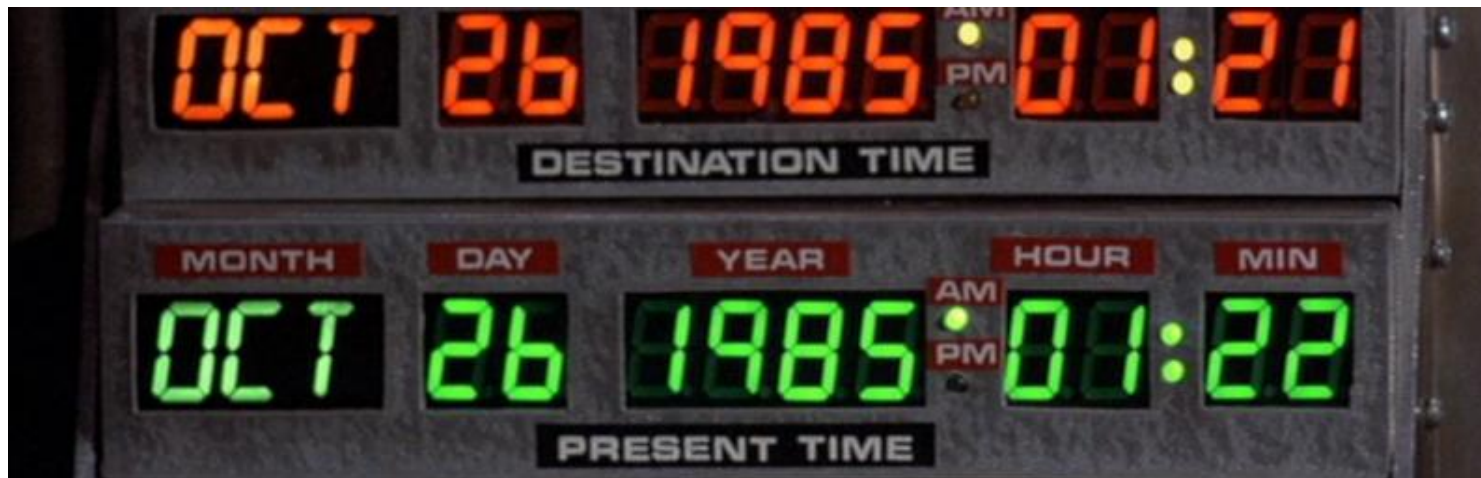 AM
OCT 26 1985 PM 01:21
DESTINATION TIME
MONTH DAY YEAR HOUR MIN
AM
OCT 26 1985 PM 01:22
PRESENT TIME